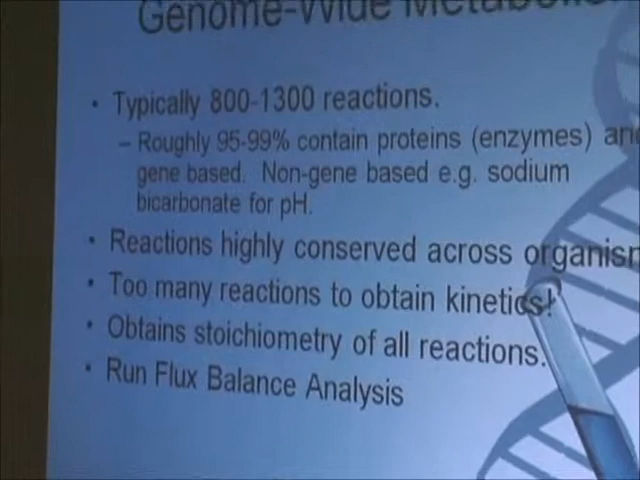 Genome-Wide
• Typically 800-1300 reactions.
– Roughly 95-99% contain proteins (enzymes)
gene based. Non-gene based e.g. sodium
bicarbonate for pH.
• Reactions highly conserved across
• Too many reactions to obtain kinetics!
• Obtains stoichiometry of all reactions.
• Run Flux Balance Analysis